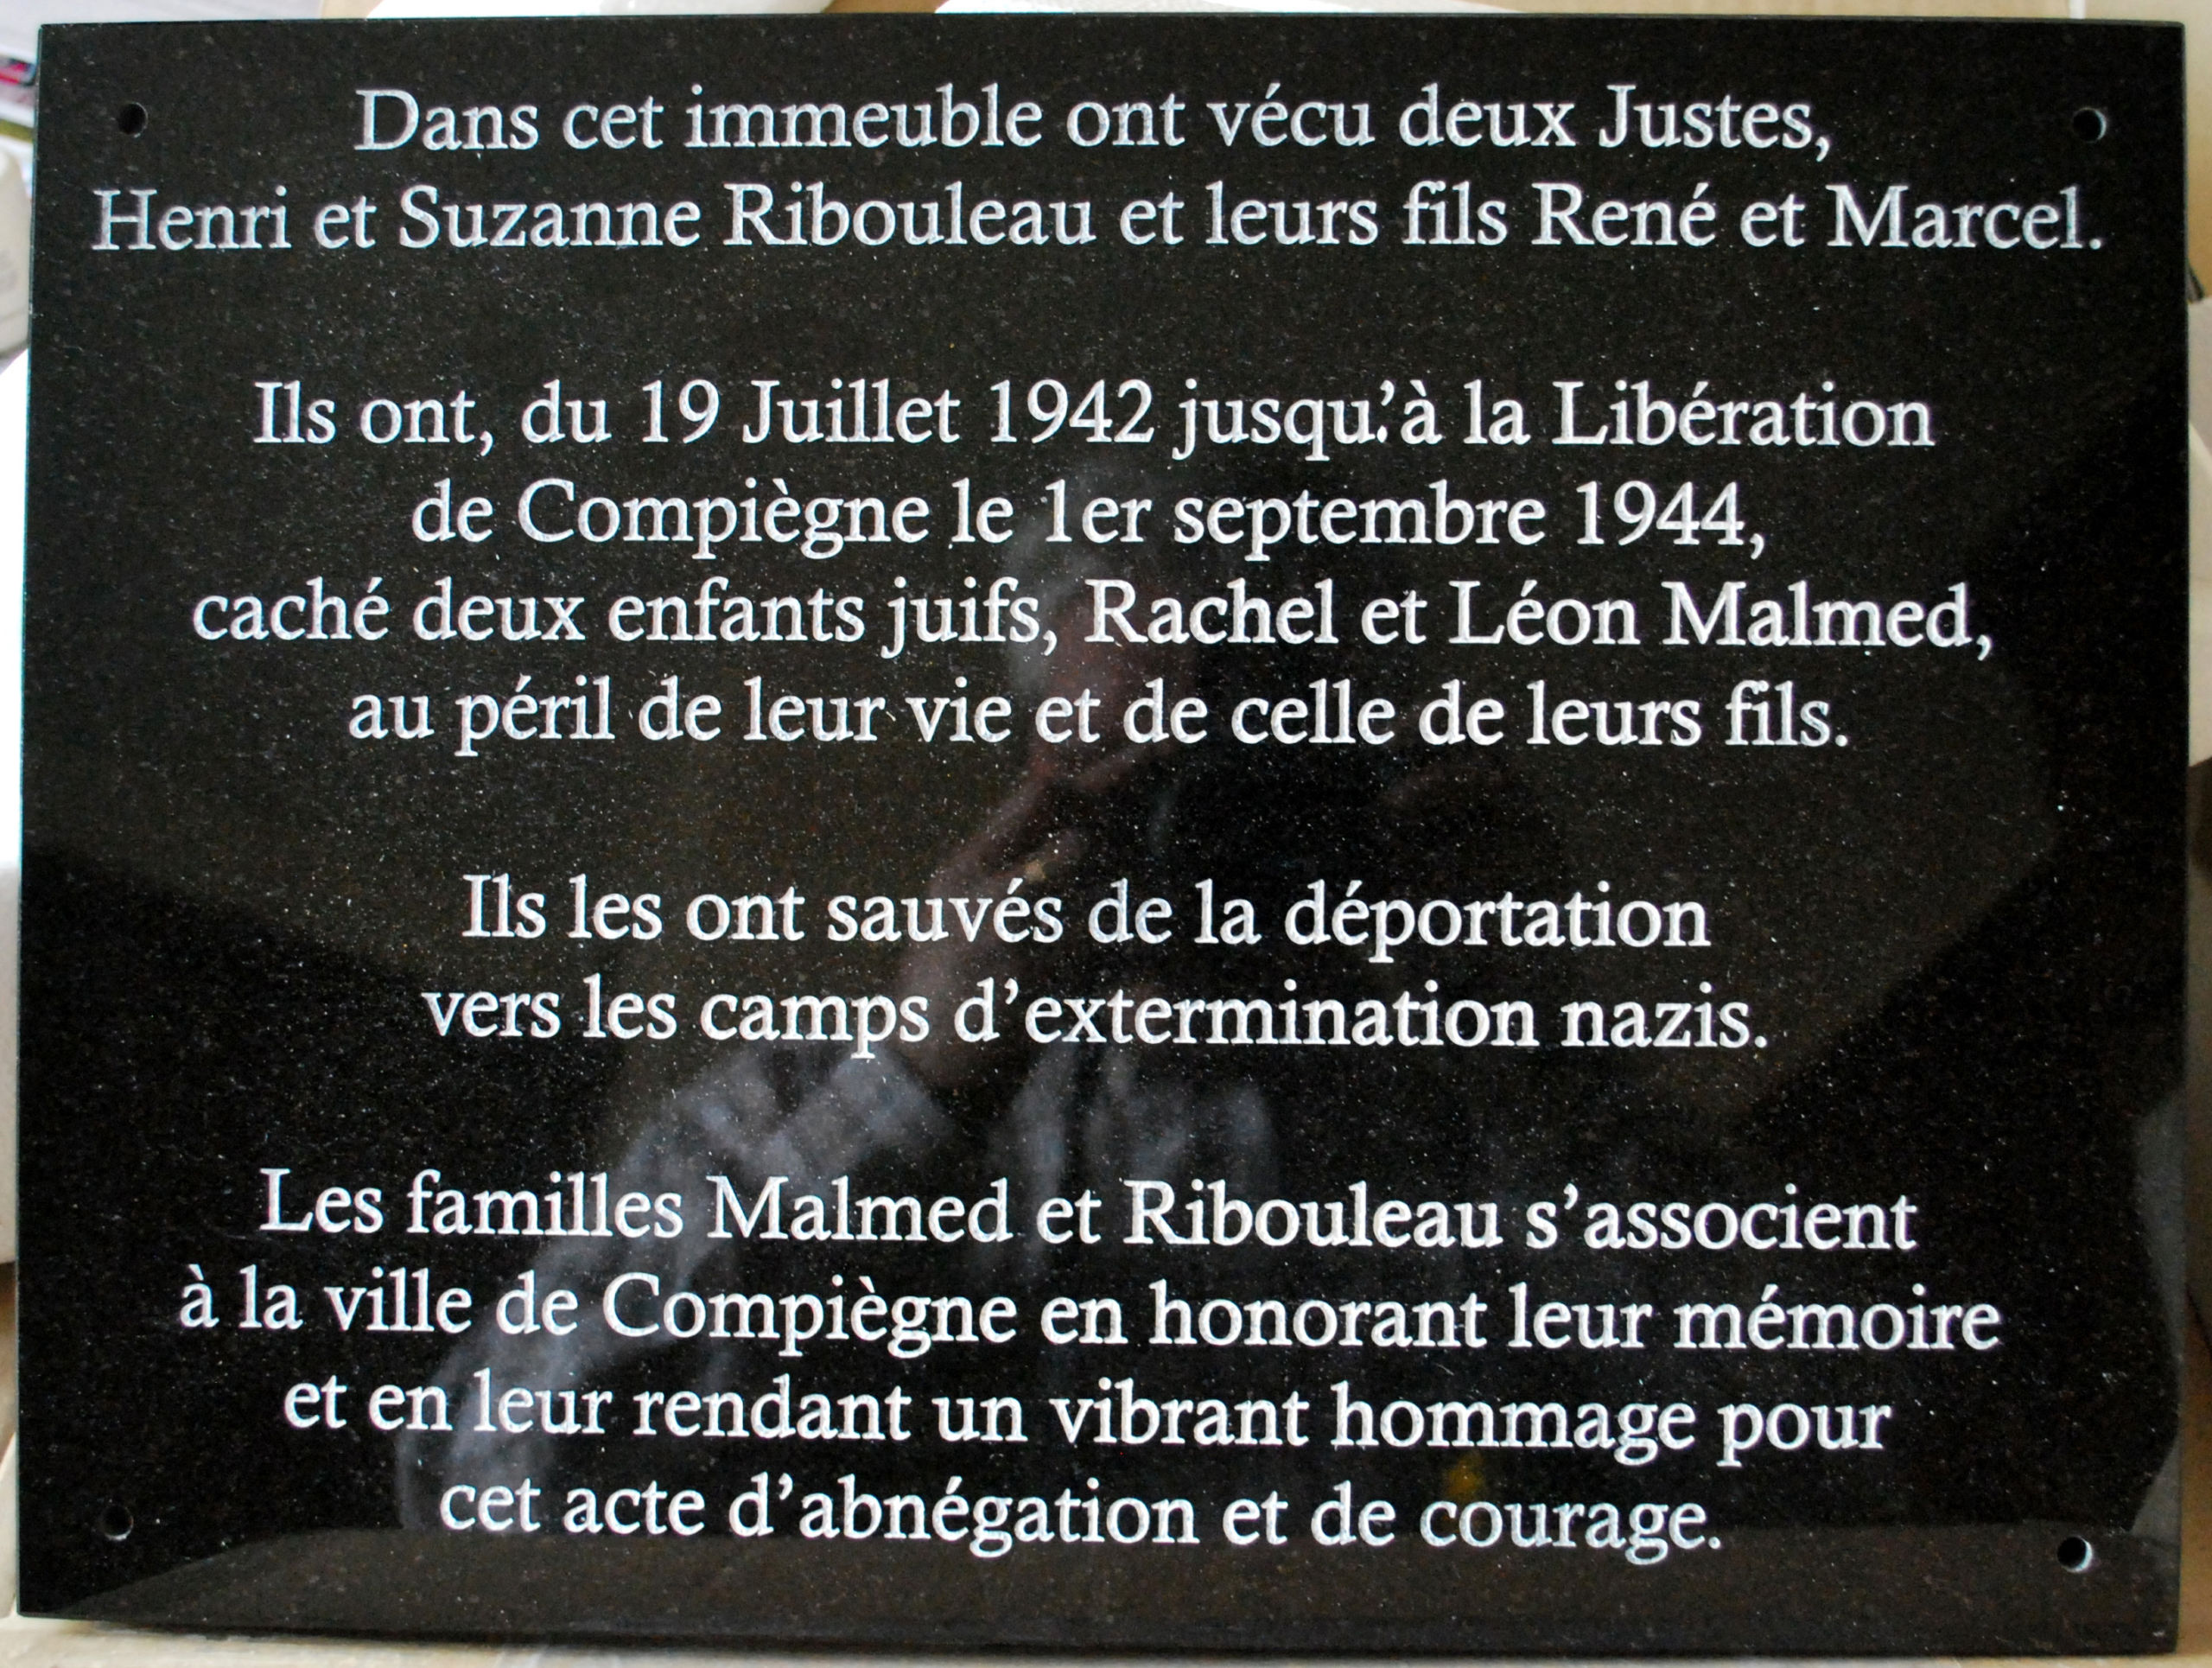 Dans cet immeuble ont vécu deux Justes,
Henri et Suzanne Ribouleau et leurs fils René et Marcel.
Ils ont, du 19 Juillet 1942 jusqu'à la Libération
de Compiègne le 1er septembre 1944,
caché deux enfants juifs, Rachel et Léon Malmed,
au péril de leur vie et de celle de leurs fils.
Ils les ont sauvés de la déportation
vers les camps d'extermination nazis.
Les familles Malmed et Ribouleau s'associent
à la ville de Compiègne en honorant leur mémoire
et en leur rendant un vibrant hommage pour
cet acte d'abnégation et de courage.